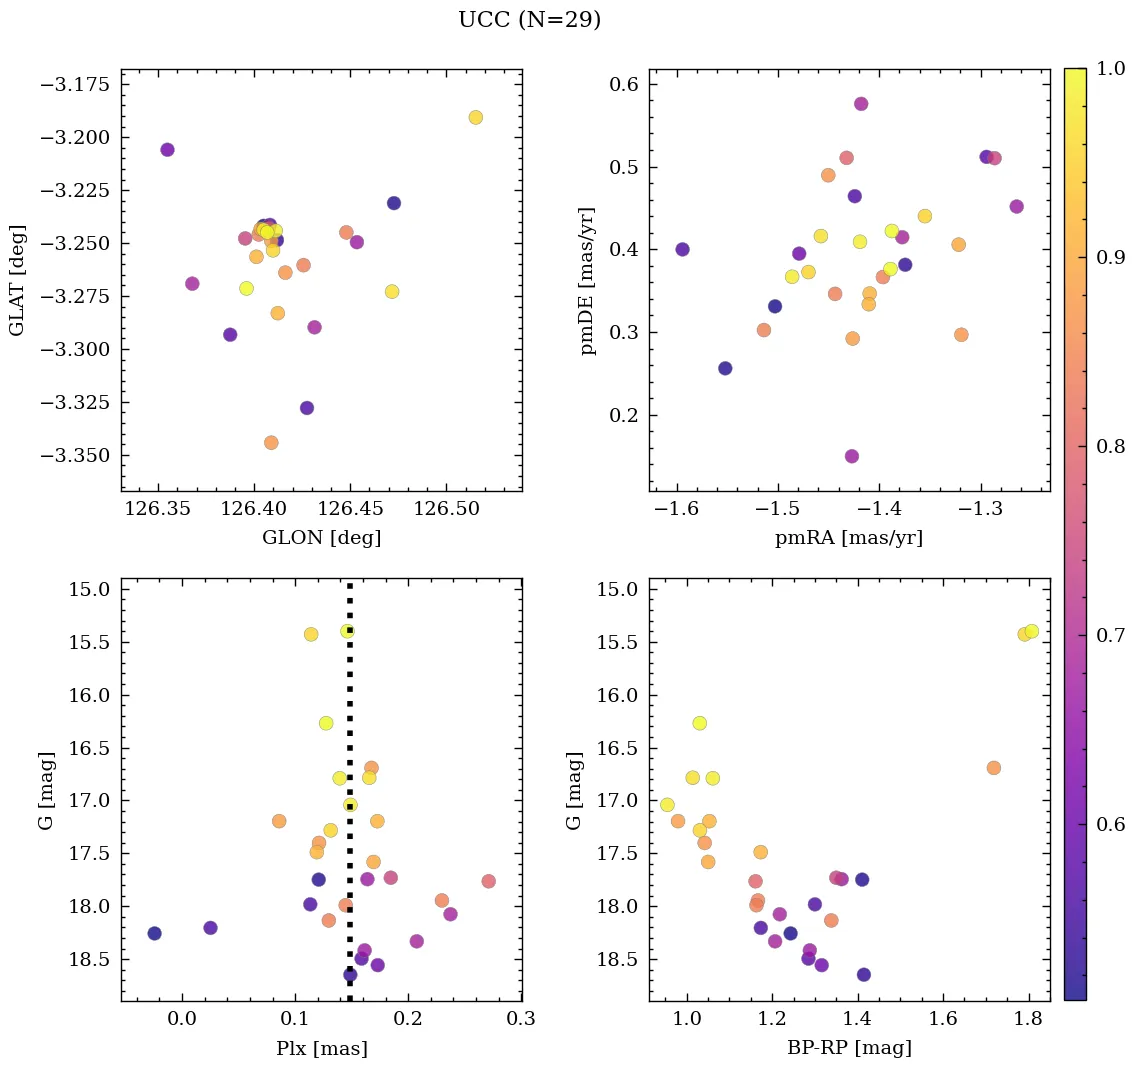 UCC (N=29)
−3.175
−3.200
−3.225
−3.250
−3.275
−3.300
−3.325
−3.350
GLAT [deg]
126.35 126.40 126.45 126.50
GLON [deg]
0.6
0.5
0.4
0.3
0.2
pmDE [mas/yr]
−1.6 −1.5 −1.4 −1.3
pmRA [mas/yr]
1.0
0.9
0.8
0.7
0.6
15.0
15.5
16.0
16.5
17.0
17.5
18.0
18.5
G [mag]
0.0 0.1 0.2 0.3
Plx [mas]
15.0
15.5
16.0
16.5
17.0
17.5
18.0
18.5
G [mag]
1.0 1.2 1.4 1.6 1.8
BP-RP [mag]